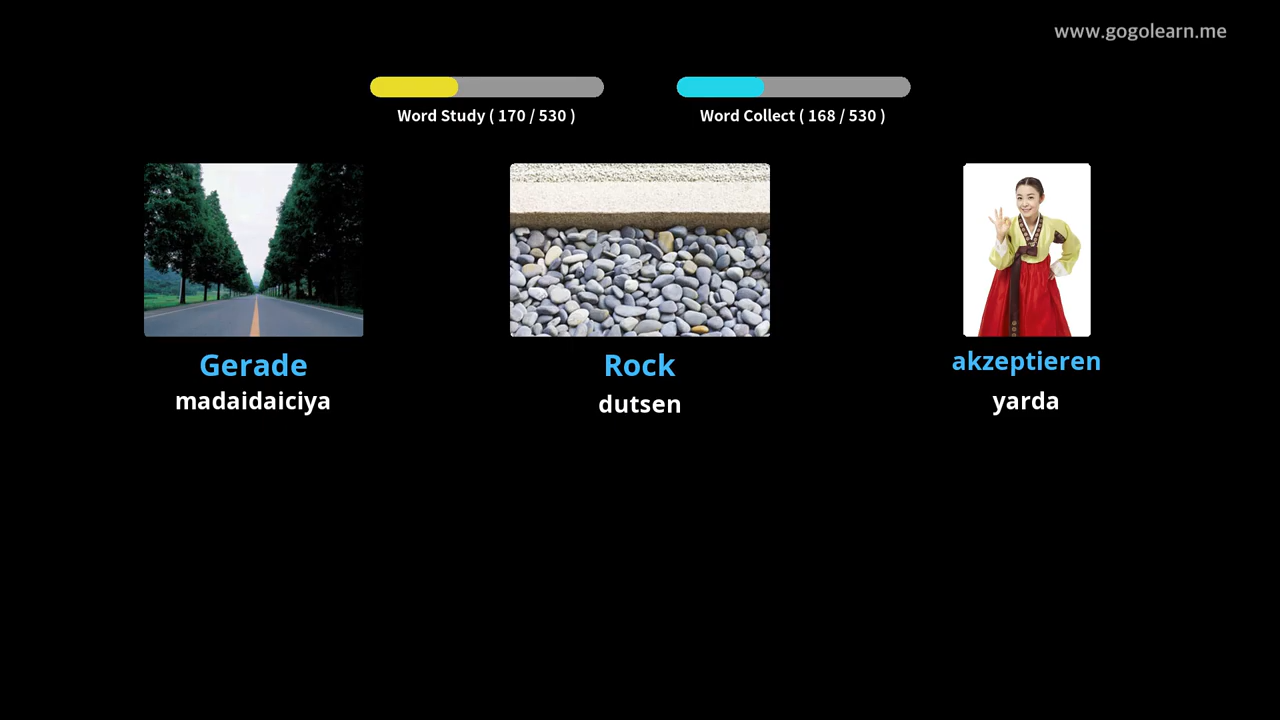 www.gogolearn.me
Word Study ( 170 / 530 )
Word Collect ( 168 / 530 )
Gerade
madaidaiciya
Rock
dutsen
akzeptieren
yarda